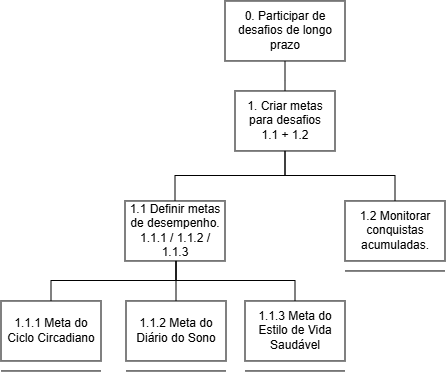 0. Participar de
desafios de longo
prazo
1. Criar metas
para desafios
1.1 + 1.2
1.1 Definir metas
de desempenho.
1.1.1 / 1.1.2 /
1.1.3
1.2 Monitorar
conquistas
acumuladas.
1.1.1 Meta do
Ciclo Circadiano
1.1.2 Meta do
Diário do Sono
1.1.3 Meta do
Estilo de Vida
Saudável